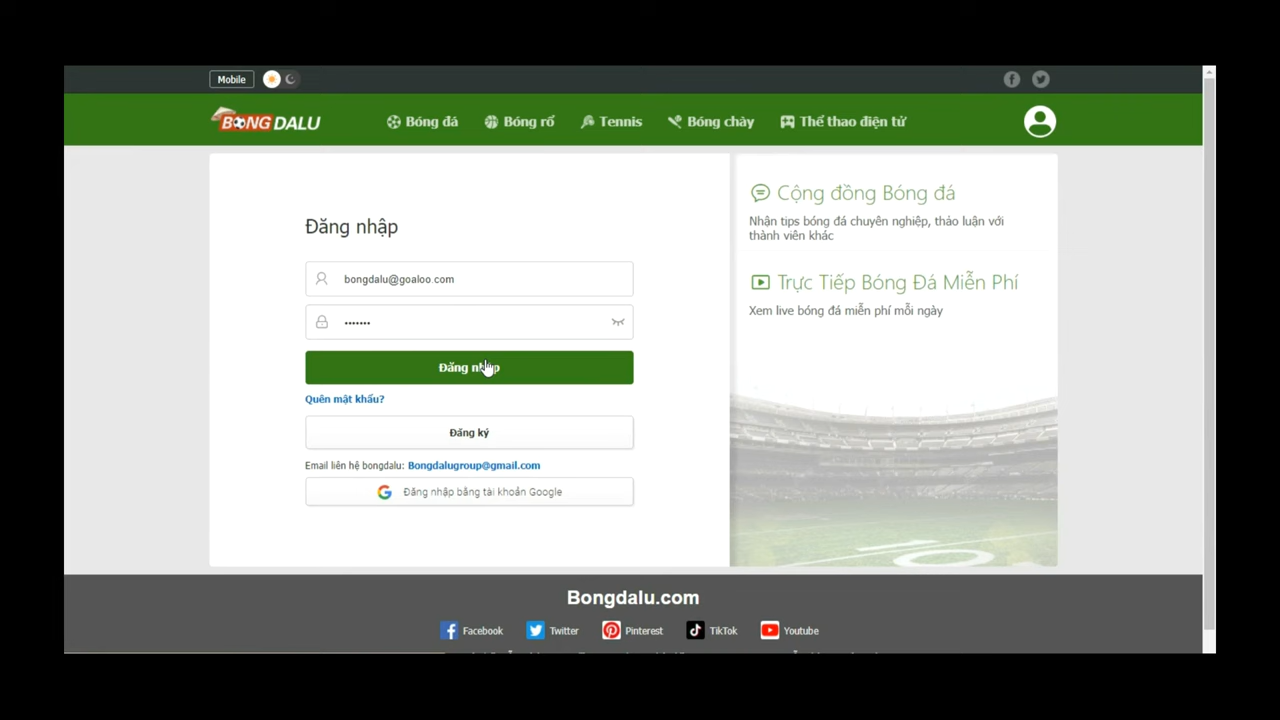 Mobile
BONGDALU
Bóng đá
Bóng rổ
Tennis
Bóng chày
Thể thao điện tử
Đăng nhập
bongdalu@goaloo.com
•••••••
Đăng nhập
Quên mật khẩu?
Đăng ký
Email liên hệ bongdalu: Bongdalugroup@gmail.com
Đăng nhập bằng tài khoản Google
Cộng đồng Bóng đá
Nhận tips bóng đá chuyên nghiệp, thảo luận với
thành viên khác
Trực Tiếp Bóng Đá Miễn Phí
Xem live bóng đá miễn phí mỗi ngày
Bongdalu.com
Facebook
Twitter
Pinterest
TikTok
Youtube